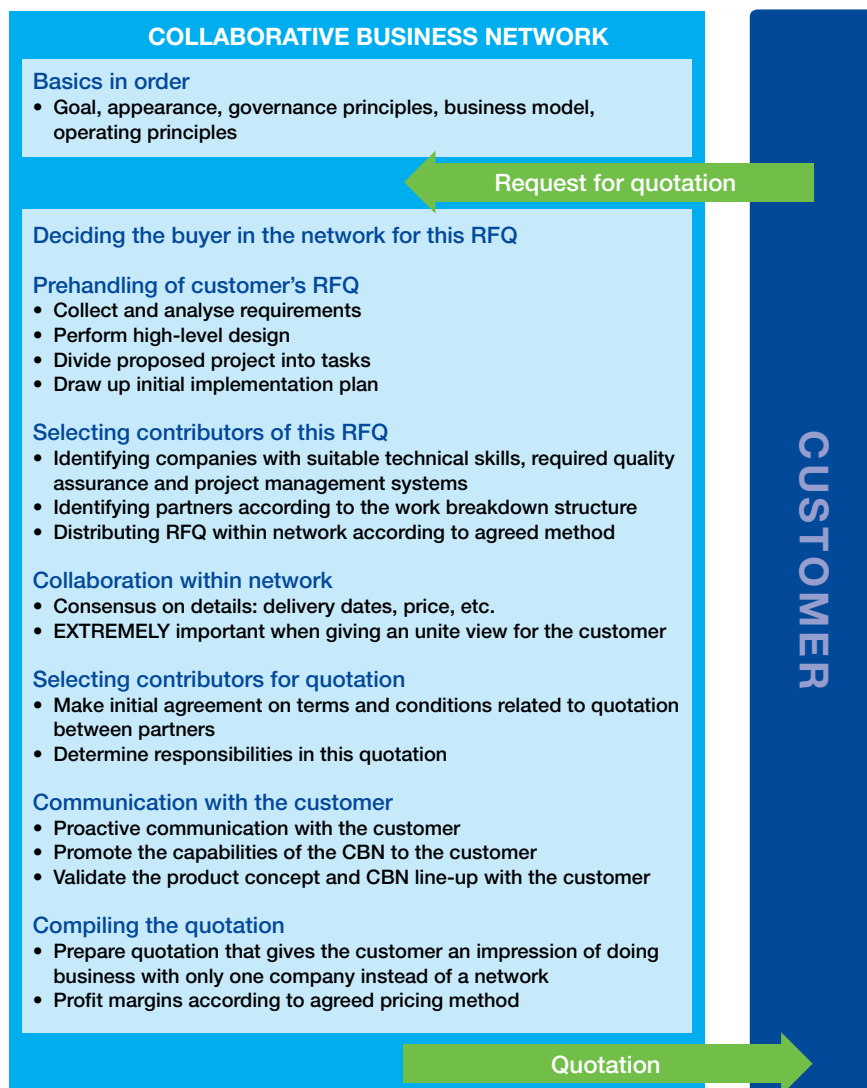 COLLABORATIVE BUSINESS NETWORK
Basics in order
• Goal, appearance, governance principles, business model,
operating principles
Request for quotation
Deciding the buyer in the network for this RFQ
Prehandling of customer's RFQ
• Collect and analyse requirements
• Perform high-level design
• Divide proposed project into tasks
• Draw up initial implementation plan
Selecting contributors of this RFQ
• Identifying companies with suitable technical skills, required quality
assurance and project management systems
• Identifying partners according to the work breakdown structure
• Distributing RFQ within network according to agreed method
Collaboration within network
• Consensus on details: delivery dates, price, etc.
• EXTREMELY important when giving an unite view for the customer
Selecting contributors for quotation
• Make initial agreement on terms and conditions related to quotation
between partners
• Determine responsibilities in this quotation
Communication with the customer
• Proactive communication with the customer
• Promote the capabilities of the CBN to the customer
• Validate the product concept and CBN line-up with the customer
Compiling the quotation
• Prepare quotation that gives the customer an impression of doing
business with only one company instead of a network
• Profit margins according to agreed pricing method
Quotation
CUSTOMER